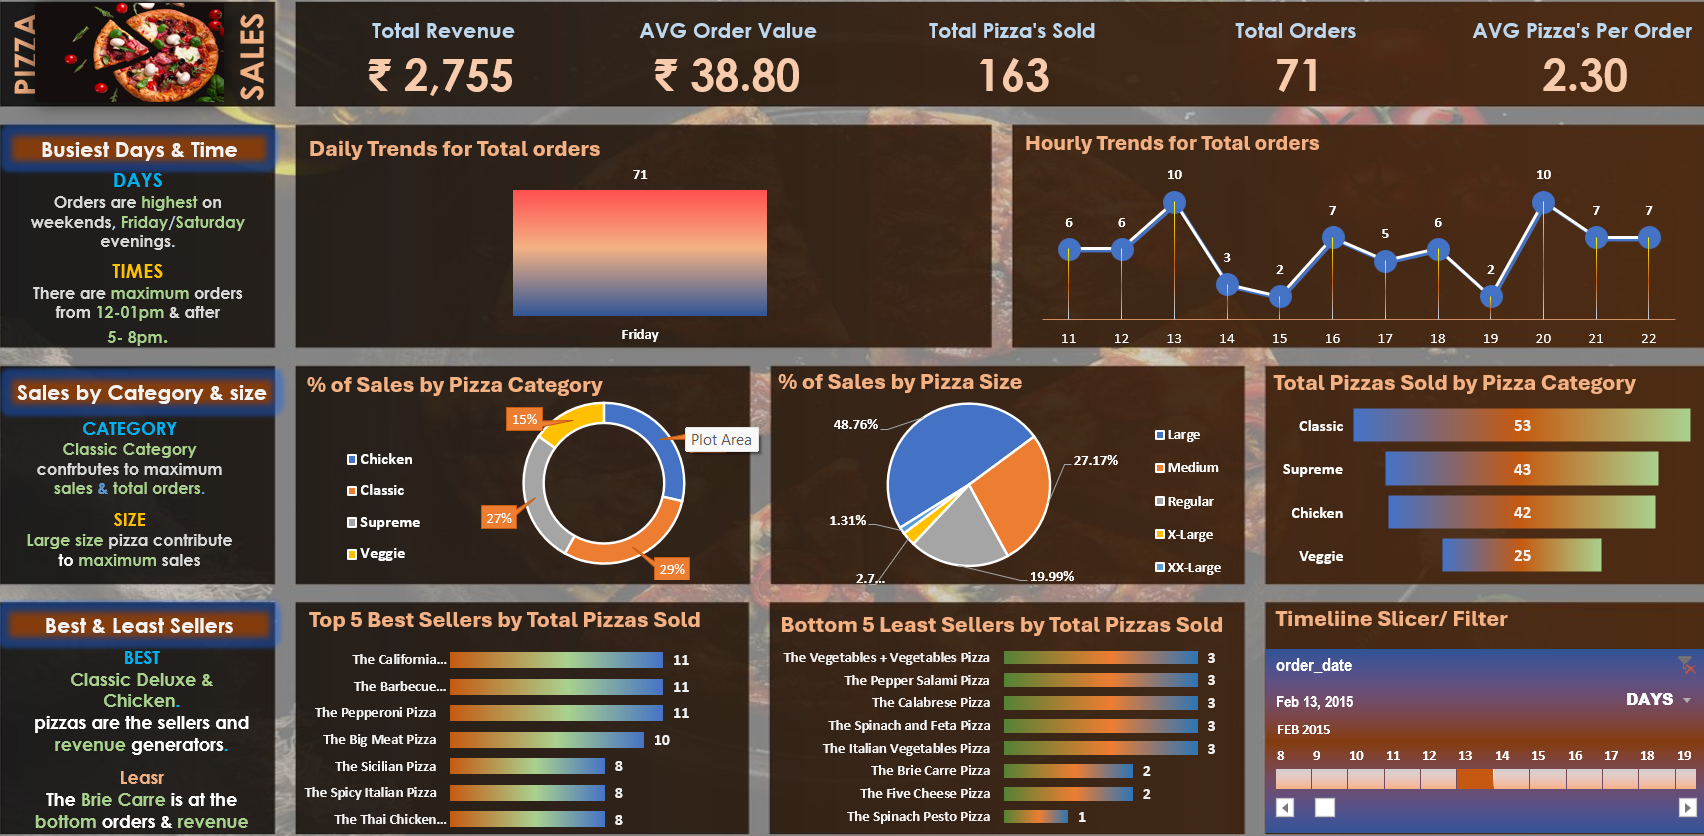 PIZZA
SALES
Total Revenue
₹ 2,755
AVG Order Value
₹ 38.80
Total Pizza's Sold
163
Total Orders
71
AVG Pizza's Per Order
2.30
Busiest Days & Time
DAYS
Orders are highest on
weekends, Friday/Saturday
evenings.
TIMES
There are maximum orders
from 12-01pm & after
5- 8pm.
Daily Trends for Total orders
71
Friday
Hourly Trends for Total orders
6 6 10 3 2 7 5 6 2 10 7 7
11 12 13 14 15 16 17 18 19 20 21 22
Sales by Category & size
CATEGORY
Classic Category
confrbutes to maximum
sales & total orders.
SIZE
Large size pizza contribute
to maximum sales
% of Sales by Pizza Category
15%
Plot Area
27%
29%
Chicken
Classic
Supreme
Veggie
% of Sales by Pizza Size
48.76%
27.17%
1.31%
2.7...
19.99%
Large
Medium
Regular
X-Large
XX-Large
Total Pizzas Sold by Pizza Category
Classic 53
Supreme 43
Chicken 42
Veggie 25
Best & Least Sellers
BEST
Classic Deluxe &
Chicken.
pizzas are the sellers and
revenue generators.
Leasr
The Brie Carre is at the
bottom orders & revenue
Top 5 Best Sellers by Total Pizzas Sold
The California... 11
The Barbecue... 11
The Pepperoni Pizza 11
The Big Meat Pizza 10
The Sicilian Pizza 8
The Spicy Italian Pizza 8
The Thai Chicken... 8
Bottom 5 Least Sellers by Total Pizzas Sold
The Vegetables + Vegetables Pizza 3
The Pepper Salami Pizza 3
The Calabrese Pizza 3
The Spinach and Feta Pizza 3
The Italian Vegetables Pizza 3
The Brie Carre Pizza 2
The Five Cheese Pizza 2
The Spinach Pesto Pizza 1
Timeliine Slicer/ Filter
order_date
Feb 13, 2015
DAYS
FEB 2015
8 9 10 11 12 13 14 15 16 17 18 19